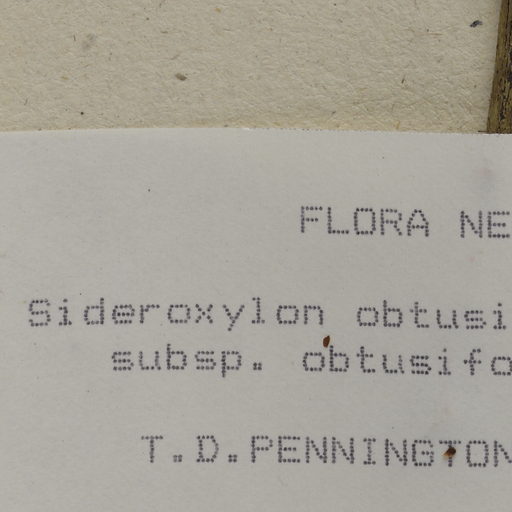 FLORA NE
Sideroxylon obtusi
subsp. obtusifo
T.D.PENNINGTON